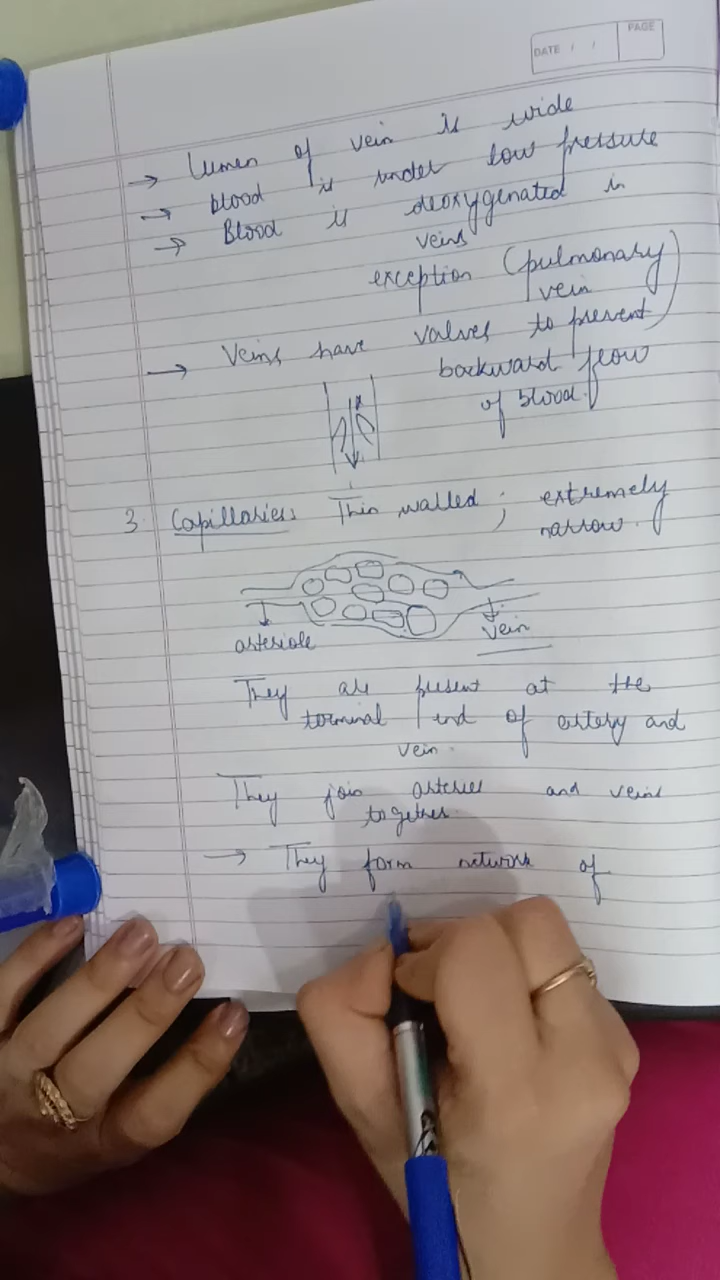 PAGE
DATE / /
→ Lumen of vein is wide
→ blood is under low pressure
→ Blood is deoxygenated in
veins
exception (pulmonary
vein)
→ Veins have valves to prevent
backward flow
of blood.
3. Capillaries: Thin walled; extremely
narrow.
arteriole vein
They are present at the
terminal end of artery and
vein.
They join arteries and veins
together.
→ They form network of